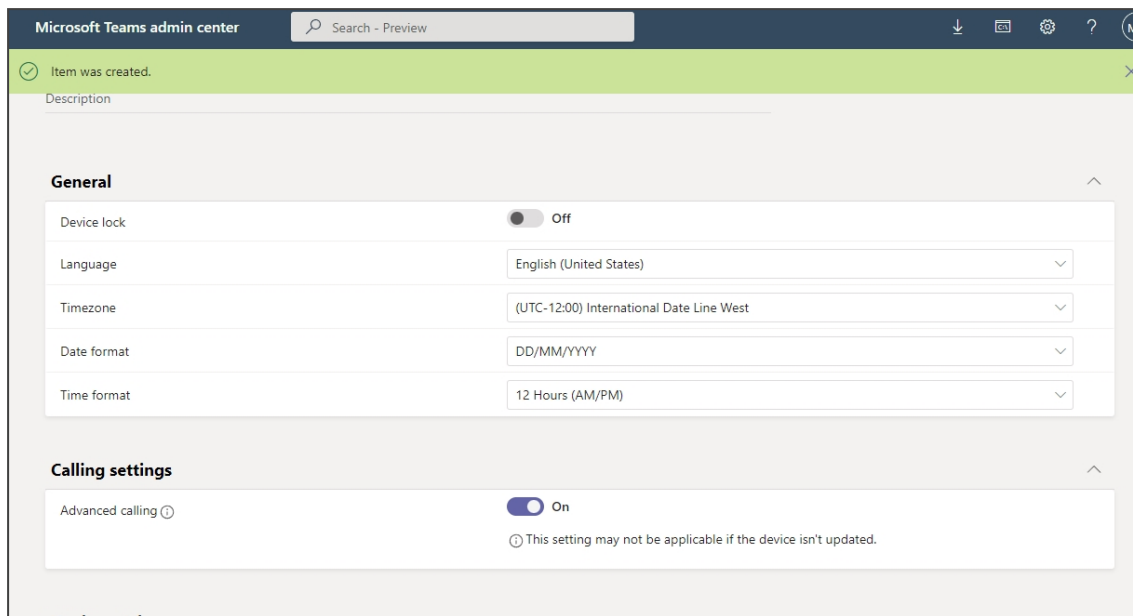 Microsoft Teams admin center
Search - Preview
Item was created.
Description
General
Device lock
Off
Language
English (United States)
Timezone
(UTC-12:00) International Date Line West
Date format
DD/MM/YYYY
Time format
12 Hours (AM/PM)
Calling settings
Advanced calling
On
This setting may not be applicable if the device isn't updated.